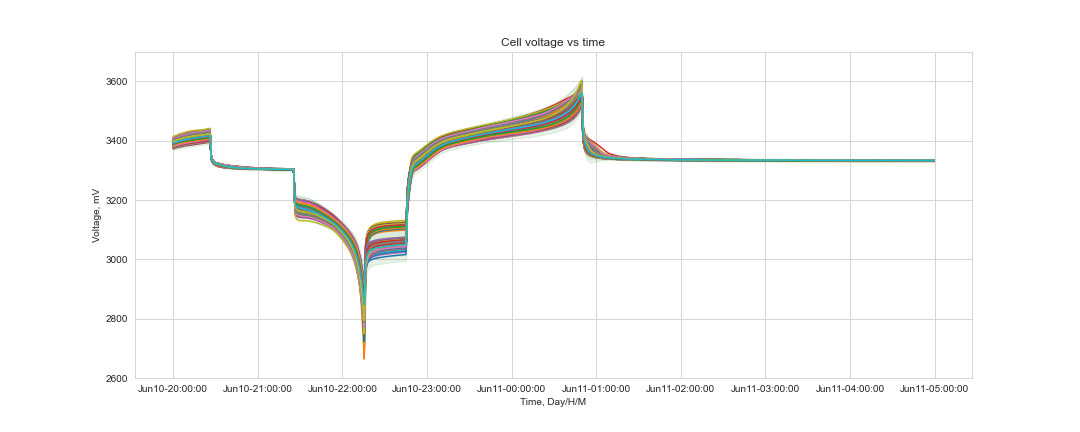 Cell voltage vs time
3600
3400
3200
3000
2800
2600
Voltage, mV
Jun10-20:00:00 Jun10-21:00:00 Jun10-22:00:00 Jun10-23:00:00 Jun11-00:00:00 Jun11-01:00:00 Jun11-02:00:00 Jun11-03:00:00 Jun11-04:00:00 Jun11-05:00:00
Time, Day/H/M